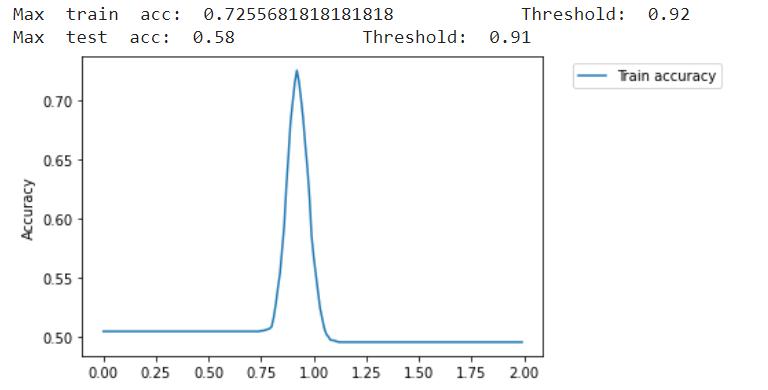 Max train acc: 0.7255681818181818 Threshold: 0.92
Max test acc: 0.58 Threshold: 0.91
Train accuracy
Accuracy
0.70
0.65
0.60
0.55
0.50
0.00 0.25 0.50 0.75 1.00 1.25 1.50 1.75 2.00